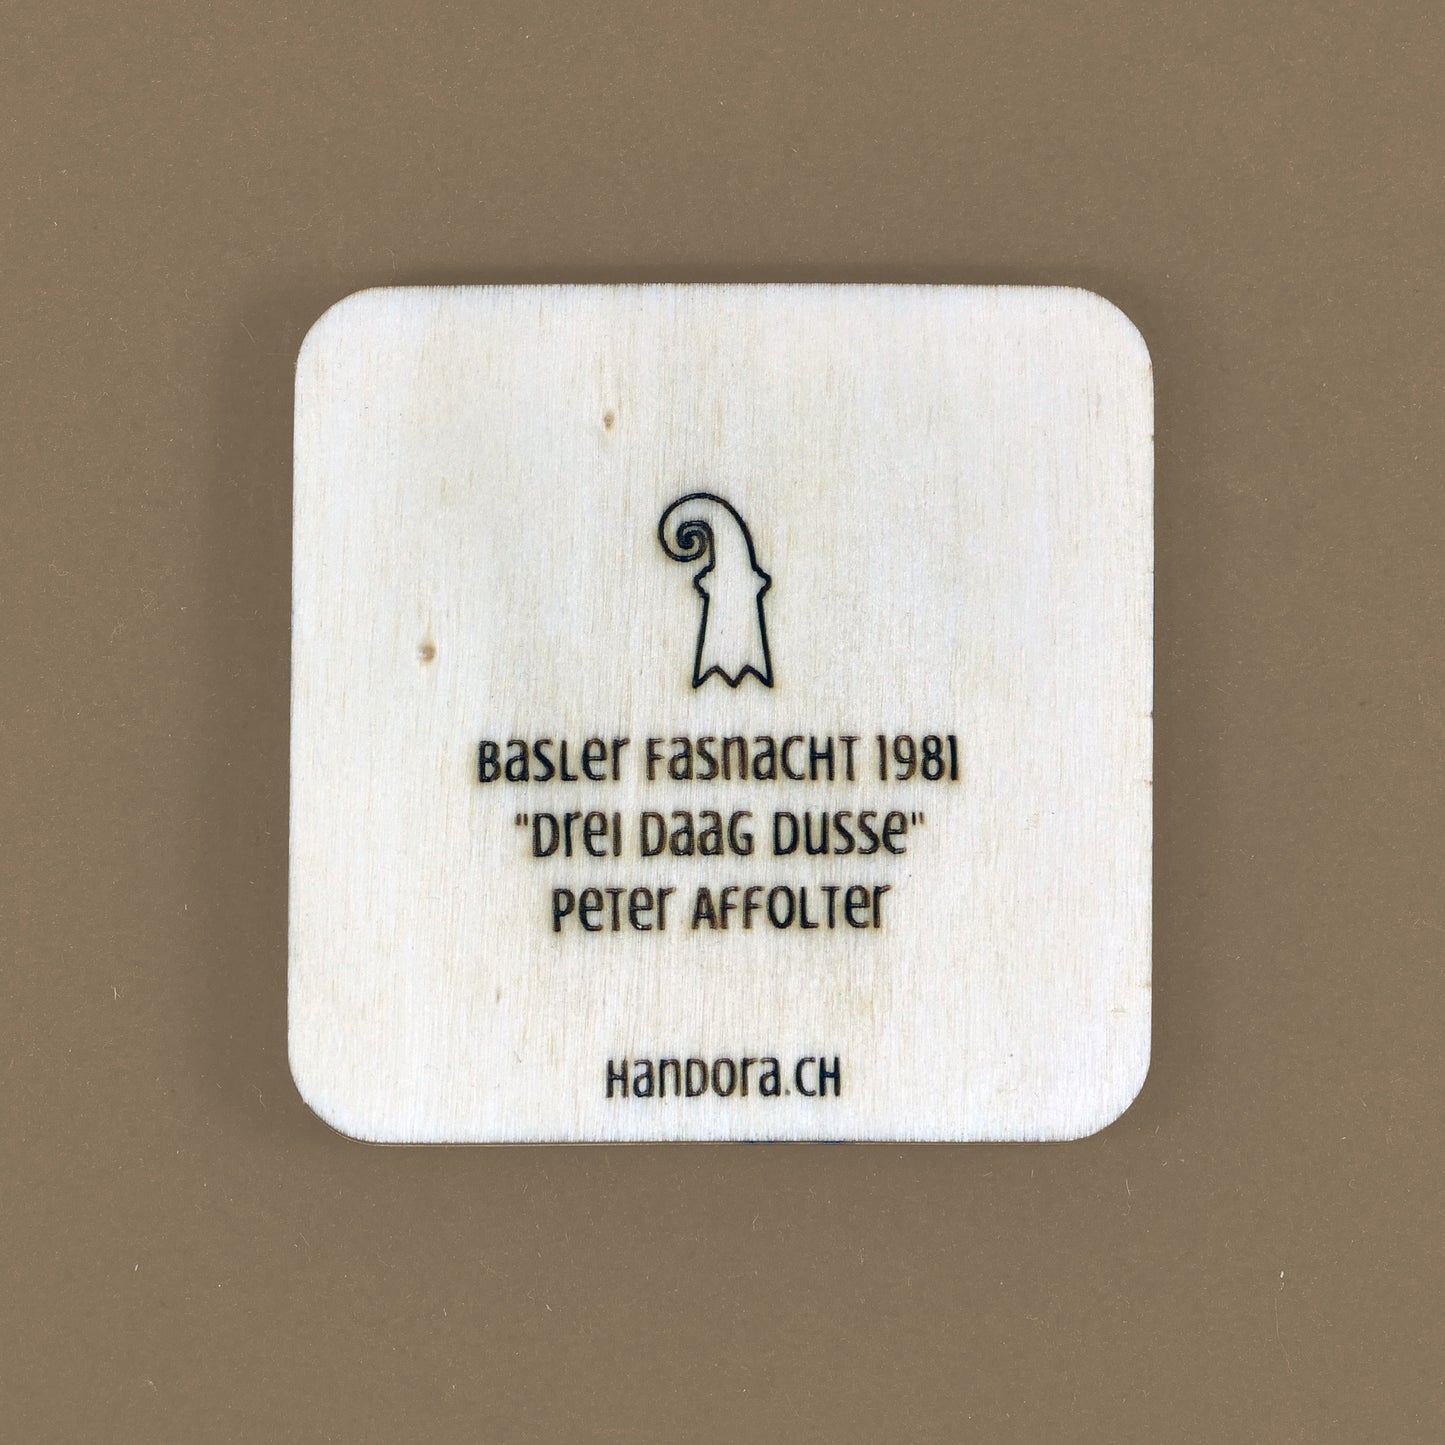 Basler Fasnacht 1981
"Drei Daag Dusse"
Peter Affolter
Handora.ch